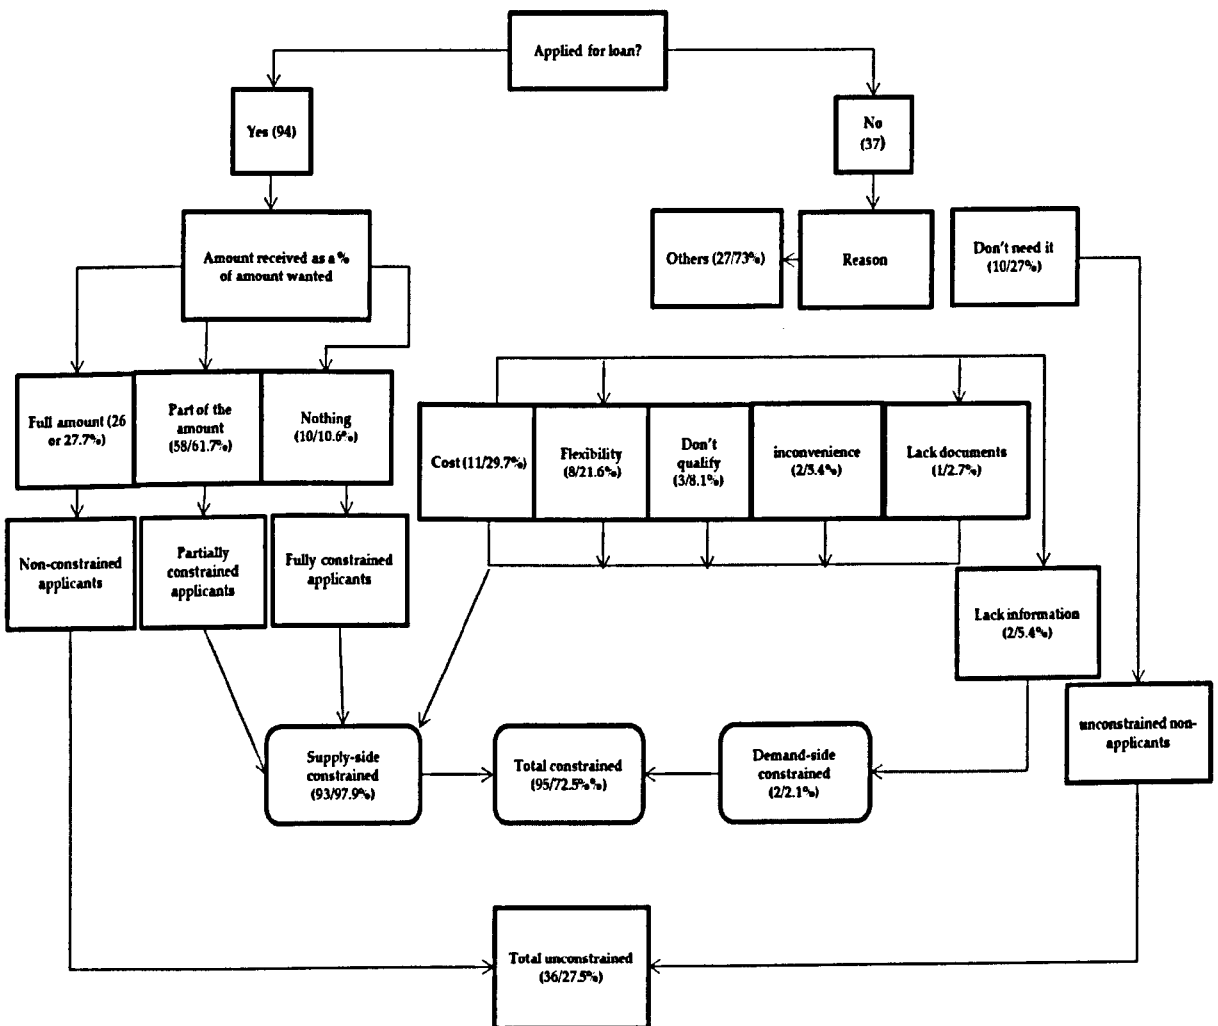 Applied for loan?
Yes (94)
No
(37)
Amount received as a %
of amount wanted
Others (27/73%)
Reason
Don't need it
(10/27%)
Full amount (26
or 27.7%)
Part of the
amount
(58/61.7%)
Nothing
(10/10.6%)
Cost (11/29.7%)
Flexibility
(8/21.6%)
Don't
qualify
(3/8.1%)
inconvenience
(2/5.4%)
Lack documents
(1/2.7%)
Non-constrained
applicants
Partially
constrained
applicants
Fully constrained
applicants
Lack information
(2/5.4%)
unconstrained non-
applicants
Supply-side
constrained
(93/97.9%)
Total constrained
(95/72.5%%)
Demand-side
constrained
(2/2.1%)
Total unconstrained
(36/27.5%)